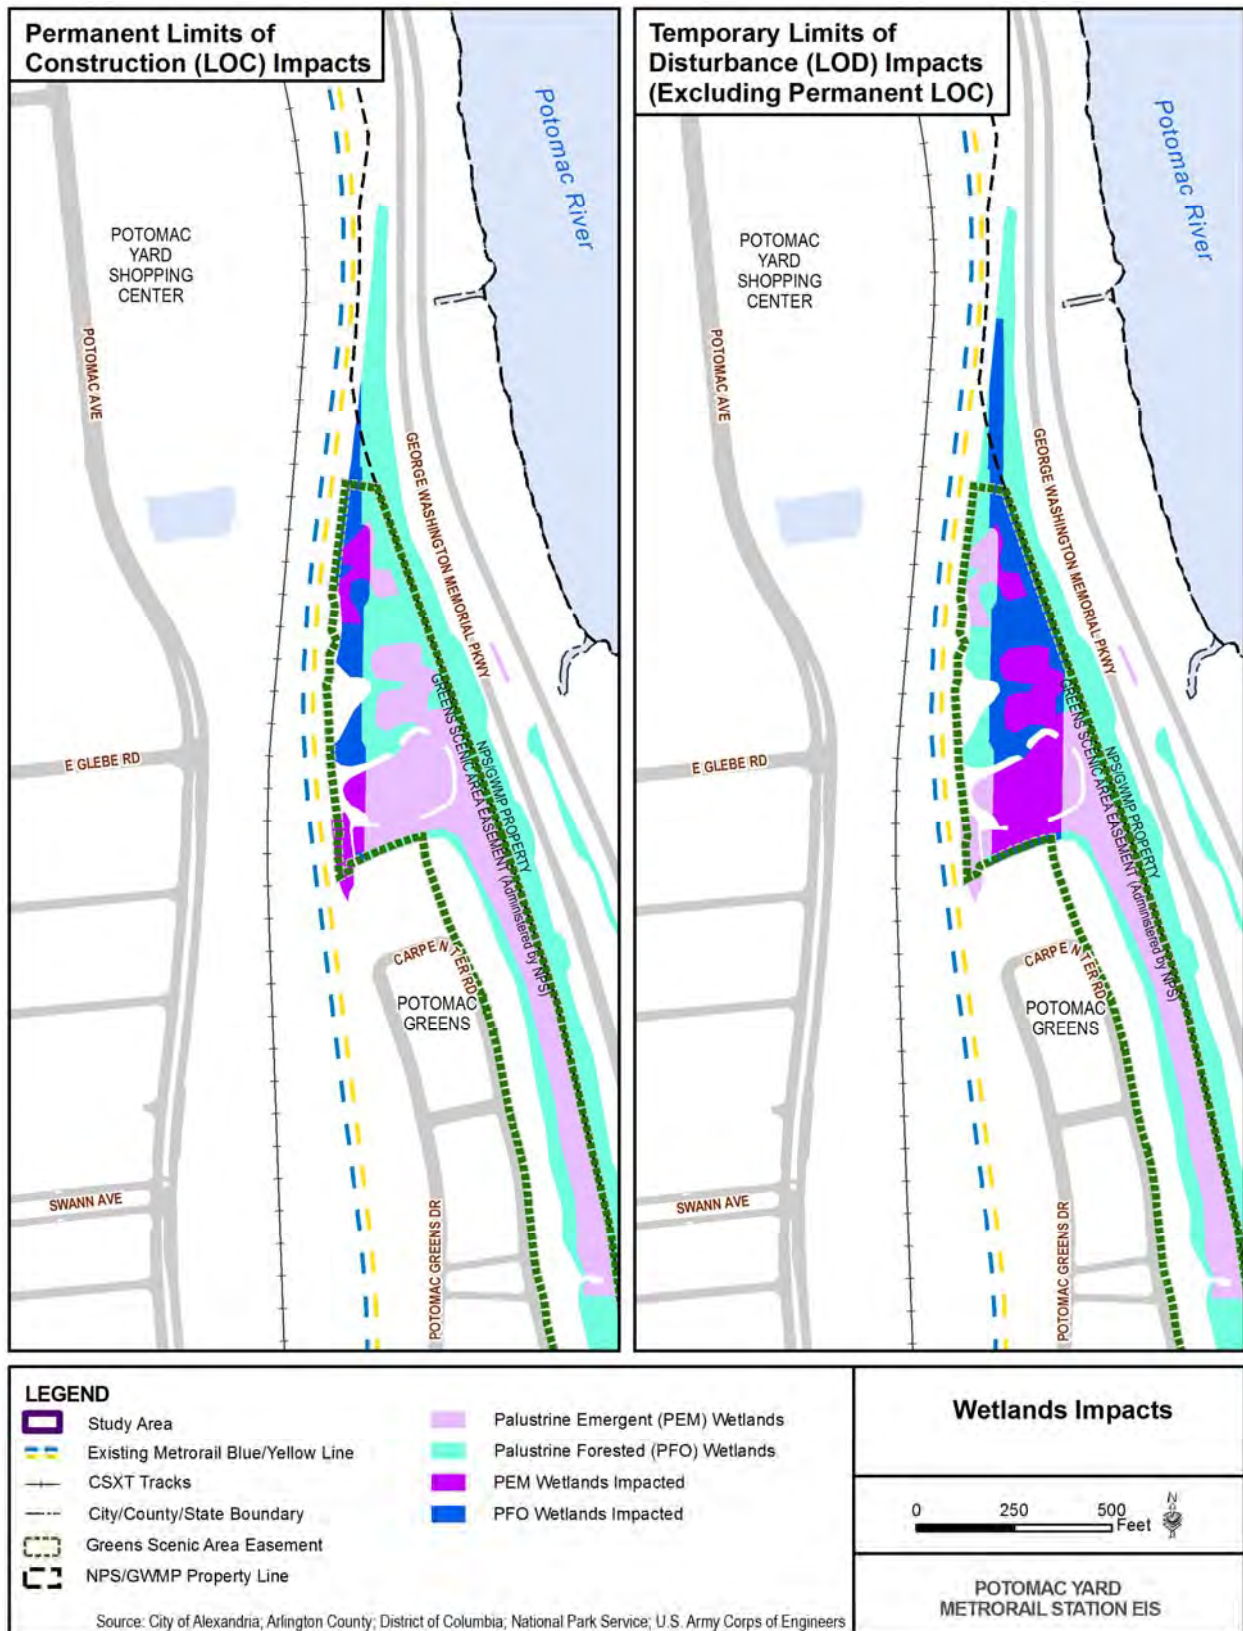 Permanent Limits of
Construction (LOC) Impacts
Potomac River
POTOMAC
YARD
SHOPPING
CENTER
POTOMAC AVE
GEORGE WASHINGTON MEMORIAL PKWY
E GLEBE RD
NPS/GWMP PROPERTY
GREENS SCENIC AREA EASEMENT (Administered by NPS)
CARPENTER RD
POTOMAC
GREENS
SWANN AVE
POTOMAC GREENS DR
Temporary Limits of
Disturbance (LOD) Impacts
(Excluding Permanent LOC)
Potomac River
POTOMAC
YARD
SHOPPING
CENTER
POTOMAC AVE
GEORGE WASHINGTON MEMORIAL PKWY
E GLEBE RD
NPS/GWMP PROPERTY
GREENS SCENIC AREA EASEMENT (Administered by NPS)
CARPENTER RD
POTOMAC
GREENS
SWANN AVE
POTOMAC GREENS DR
LEGEND
Study Area
Existing Metrorail Blue/Yellow Line
CSXT Tracks
City/County/State Boundary
Greens Scenic Area Easement
NPS/GWMP Property Line
Palustrine Emergent (PEM) Wetlands
Palustrine Forested (PFO) Wetlands
PEM Wetlands Impacted
PFO Wetlands Impacted
Source: City of Alexandria; Arlington County; District of Columbia; National Park Service; U.S. Army Corps of Engineers
Wetlands Impacts
0 250 500
Feet
N
POTOMAC YARD
METRORAIL STATION EIS